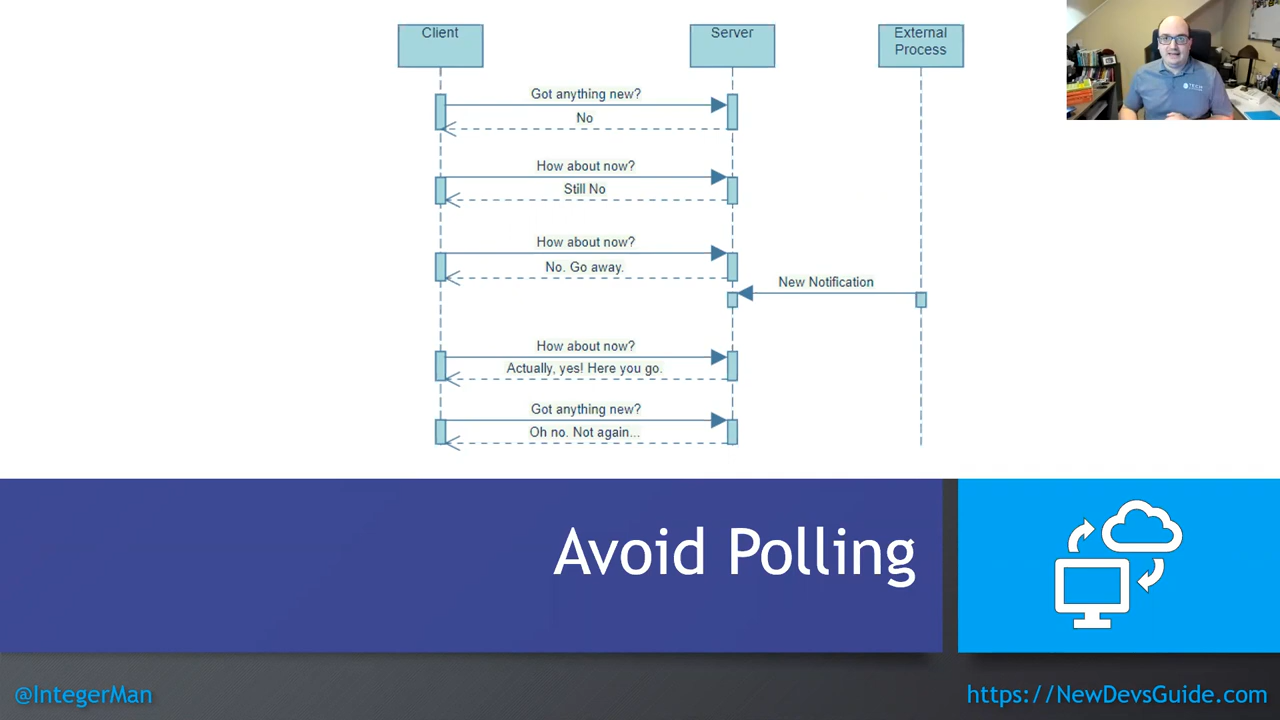 Client
Server
External
Process
Got anything new?
No
How about now?
Still No
How about now?
No. Go away.
New Notification
How about now?
Actually, yes! Here you go.
Got anything new?
Oh no. Not again...
Avoid Polling
@IntegerMan
https://NewDevsGuide.com
TECH